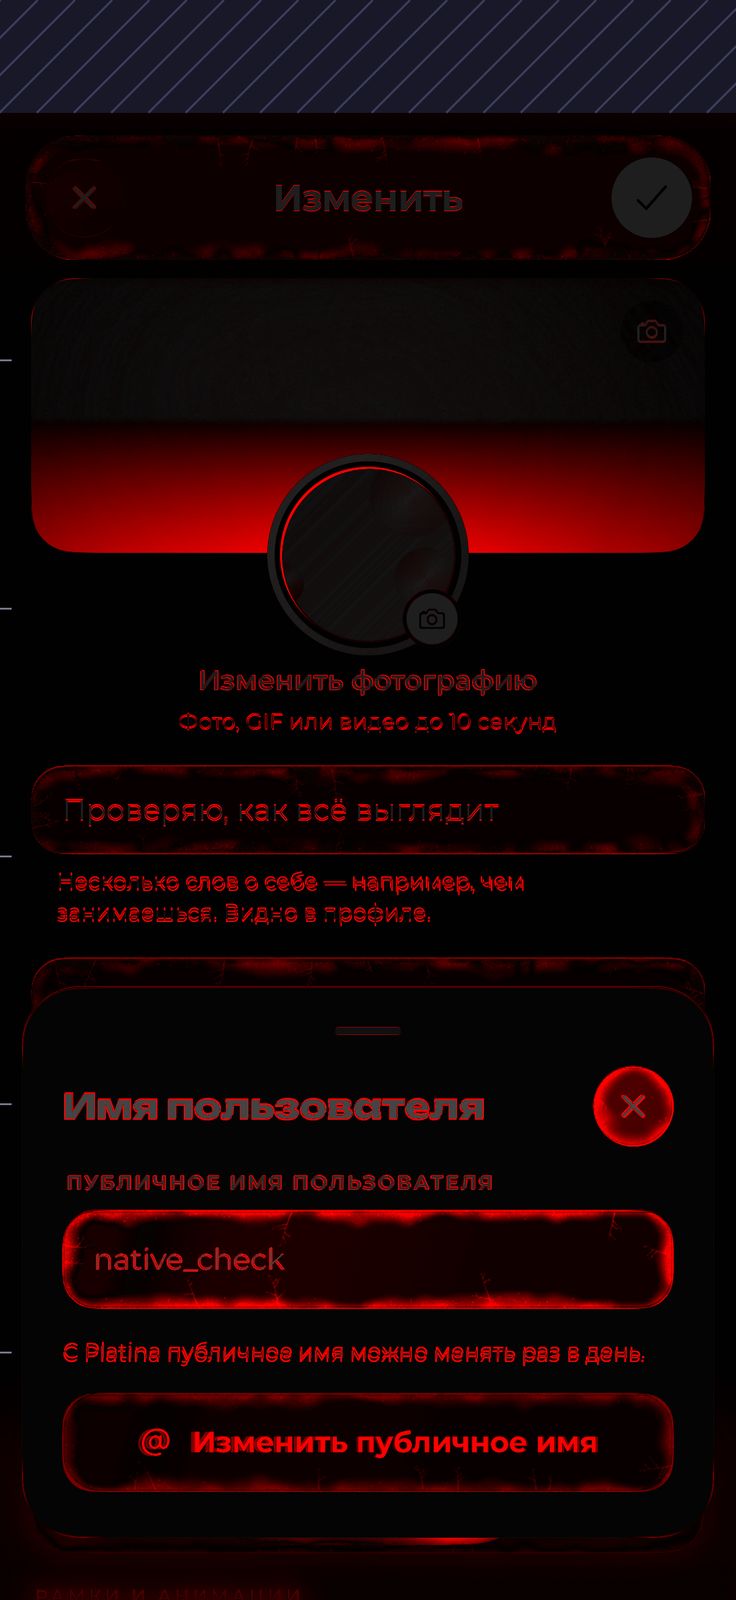 Изменить
Изменить фотографию
Фото, GIF или видео до 10 секунд
Проверяю, как всё выглядит
Несколько слов о себе — например, чем
занимаешься. Видно в профиле.
Имя пользователя
ПУБЛИЧНОЕ ИМЯ ПОЛЬЗОВАТЕЛЯ
native_check
С Platina публичное имя можно менять раз в день.
@ Изменить публичное имя
РАМКИ И АНИМАЦИИ